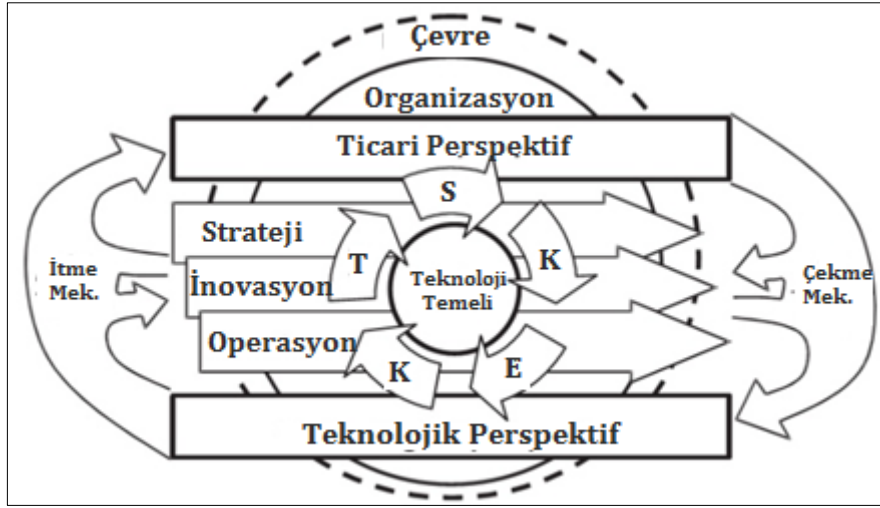 Çevre
Organizasyon
Ticari Perspektif
S
Strateji
T
K
İtme
Mek.
İnovasyon
Teknoloji
Temeli
Çekme
Mek.
Operasyon
K
E
Teknolojik Perspektif